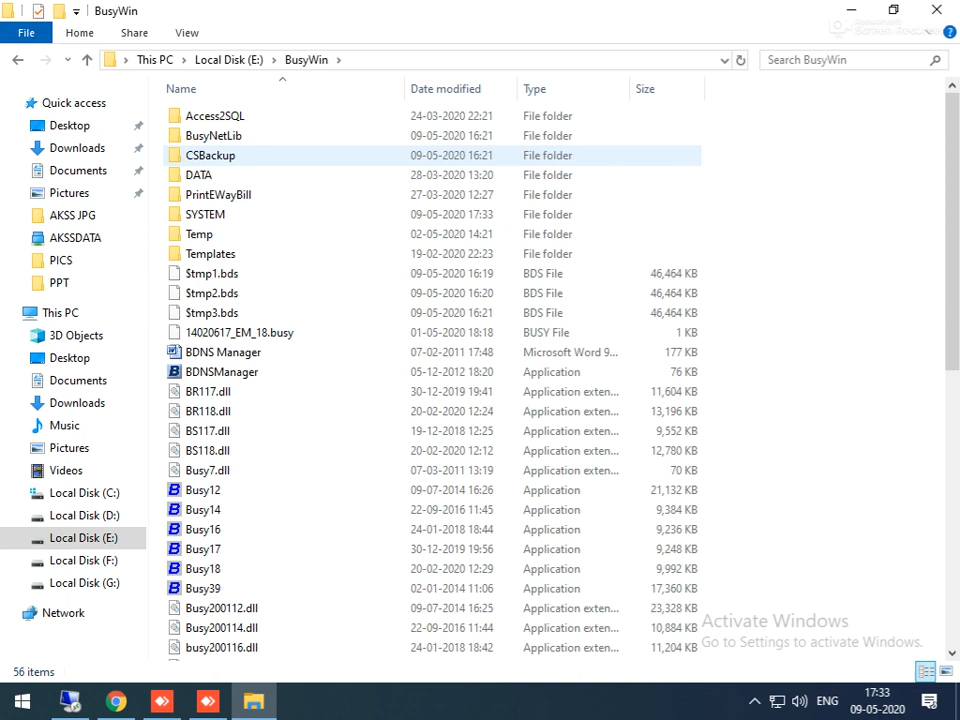 BusyWin
File Home Share View
This PC Local Disk (E:) BusyWin
Search BusyWin
Name Date modified Type Size
Quick access
Desktop
Downloads
Documents
Pictures
AKSS JPG
AKSSDATA
PICS
PPT
This PC
3D Objects
Desktop
Documents
Downloads
Music
Pictures
Videos
Local Disk (C:)
Local Disk (D:)
Local Disk (E:)
Local Disk (F:)
Local Disk (G:)
Network
Access2SQL 24-03-2020 22:21 File folder
BusyNetLib 09-05-2020 16:21 File folder
CSBackup 09-05-2020 16:21 File folder
DATA 28-03-2020 13:20 File folder
PrintEWayBill 27-03-2020 12:27 File folder
SYSTEM 09-05-2020 17:33 File folder
Temp 02-05-2020 14:21 File folder
Templates 19-02-2020 22:23 File folder
$tmp1.bds 09-05-2020 16:19 BDS File 46,464 KB
$tmp2.bds 09-05-2020 16:20 BDS File 46,464 KB
$tmp3.bds 09-05-2020 16:21 BDS File 46,464 KB
14020617_EM_18.busy 01-05-2020 18:18 BUSY File 1 KB
BDNS Manager 07-02-2011 17:48 Microsoft Word 9... 177 KB
BDNSManager 05-12-2012 18:20 Application 76 KB
BR117.dll 30-12-2019 19:41 Application exten... 11,604 KB
BR118.dll 20-02-2020 12:24 Application exten... 13,196 KB
BS117.dll 19-12-2018 12:25 Application exten... 9,552 KB
BS118.dll 20-02-2020 12:12 Application exten... 12,780 KB
Busy7.dll 07-03-2011 13:19 Application exten... 70 KB
Busy12 09-07-2014 16:26 Application 21,132 KB
Busy14 22-09-2016 11:45 Application 9,384 KB
Busy16 24-01-2018 18:44 Application 9,236 KB
Busy17 30-12-2019 19:56 Application 9,248 KB
Busy18 20-02-2020 12:29 Application 9,992 KB
Busy39 02-01-2014 11:06 Application 17,360 KB
Busy200112.dll 09-07-2014 16:25 Application exten... 23,328 KB
Busy200114.dll 22-09-2016 11:44 Application exten... 10,884 KB
busy200116.dll 24-01-2018 18:42 Application exten... 11,204 KB
Activate Windows
Go to Settings to activate Windows.
56 items
ENG
17:33
09-05-2020